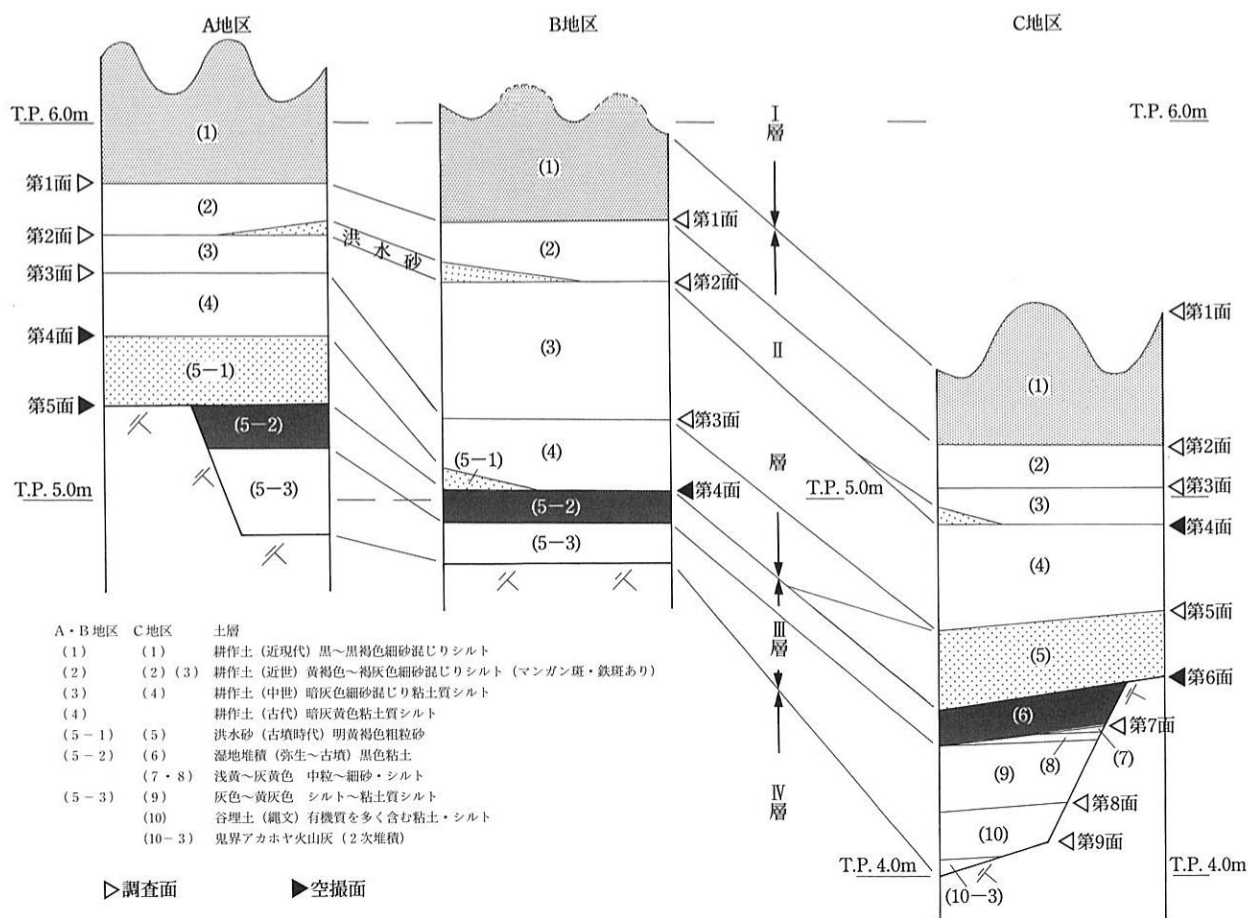 A地区
B地区
C地区
T.P. 6.0m
T.P. 6.0m
Ⅰ層
(1)
(1)
第1面
第1面
(2)
(2)
洪水砂
第2面
第2面
(3)
第3面
(4)
第4面
(3)
Ⅱ層
第1面
(5-1)
(1)
第5面
第3面
(5-2)
(4)
第2面
(5-1)
(2)
T.P. 5.0m
第4面
T.P. 5.0m
第3面
(5-3)
(5-2)
(3)
第4面
(5-3)
(4)
第5面
Ⅲ層
(5)
第6面
(6)
第7面
(7)
(8)
(9)
Ⅳ層
第8面
(10)
第9面
T.P. 4.0m
T.P. 4.0m
(10-3)
A・B地区 C地区 土層
(1) (1) 耕作土(近現代)黒~黒褐色細砂混じりシルト
(2) (2)(3) 耕作土(近世)黄褐色~褐灰色細砂混じりシルト(マンガン斑・鉄斑あり)
(3) (4) 耕作土(中世)暗灰色細砂混じり粘土質シルト
(4) 耕作土(古代)暗灰黄色粘土質シルト
(5-1) (5) 洪水砂(古墳時代)明黄褐色粗粒砂
(5-2) (6) 湿地堆積(弥生~古墳)黒色粘土
(7・8) 浅黄~灰黄色 中粒~細砂・シルト
(5-3) (9) 灰色~黄灰色 シルト~粘土質シルト
(10) 谷埋土(縄文)有機質を多く含む粘土・シルト
(10-3) 鬼界アカホヤ火山灰(2次堆積)
▷調査面 ▶空撮面